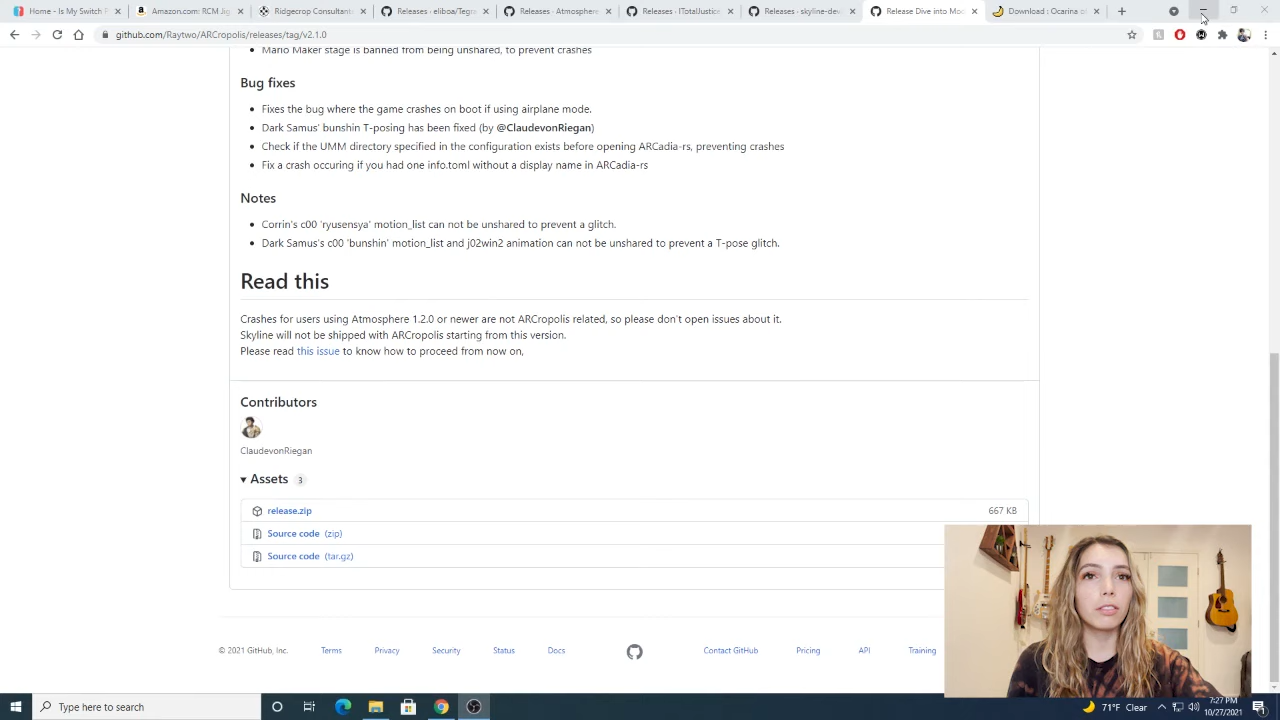 Home - Is My Switch P
Amazon.com: RCM Jig
Ridgecrop Consultants
Releases · eliboa/Tegra
Releases · Atmosphere
Releases · ITotalJustice
Releases · skyline-dev
Release Dive into Mod
Download : Ocarina of
github.com/Raytwo/ARCropolis/releases/tag/v2.1.0
Mario Maker stage is banned from being unshared, to prevent crashes
Bug fixes
Fixes the bug where the game crashes on boot if using airplane mode.
Dark Samus' bunshin T-posing has been fixed (by @ClaudevonRiegan)
Check if the UMM directory specified in the configuration exists before opening ARCadia-rs, preventing crashes
Fix a crash occuring if you had one info.toml without a display name in ARCadia-rs
Notes
Corrin's c00 'ryusensya' motion_list can not be unshared to prevent a glitch.
Dark Samus's c00 'bunshin' motion_list and j02win2 animation can not be unshared to prevent a T-pose glitch.
Read this
Crashes for users using Atmosphere 1.2.0 or newer are not ARCropolis related, so please don't open issues about it.
Skyline will not be shipped with ARCropolis starting from this version.
Please read this issue to know how to proceed from now on,
Contributors
ClaudevonRiegan
Assets 3
release.zip 667 KB
Source code (zip)
Source code (tar.gz)
© 2021 GitHub, Inc. Terms Privacy Security Status Docs Contact GitHub Pricing API Training
Type here to search
71°F Clear
7:27 PM
10/27/2021